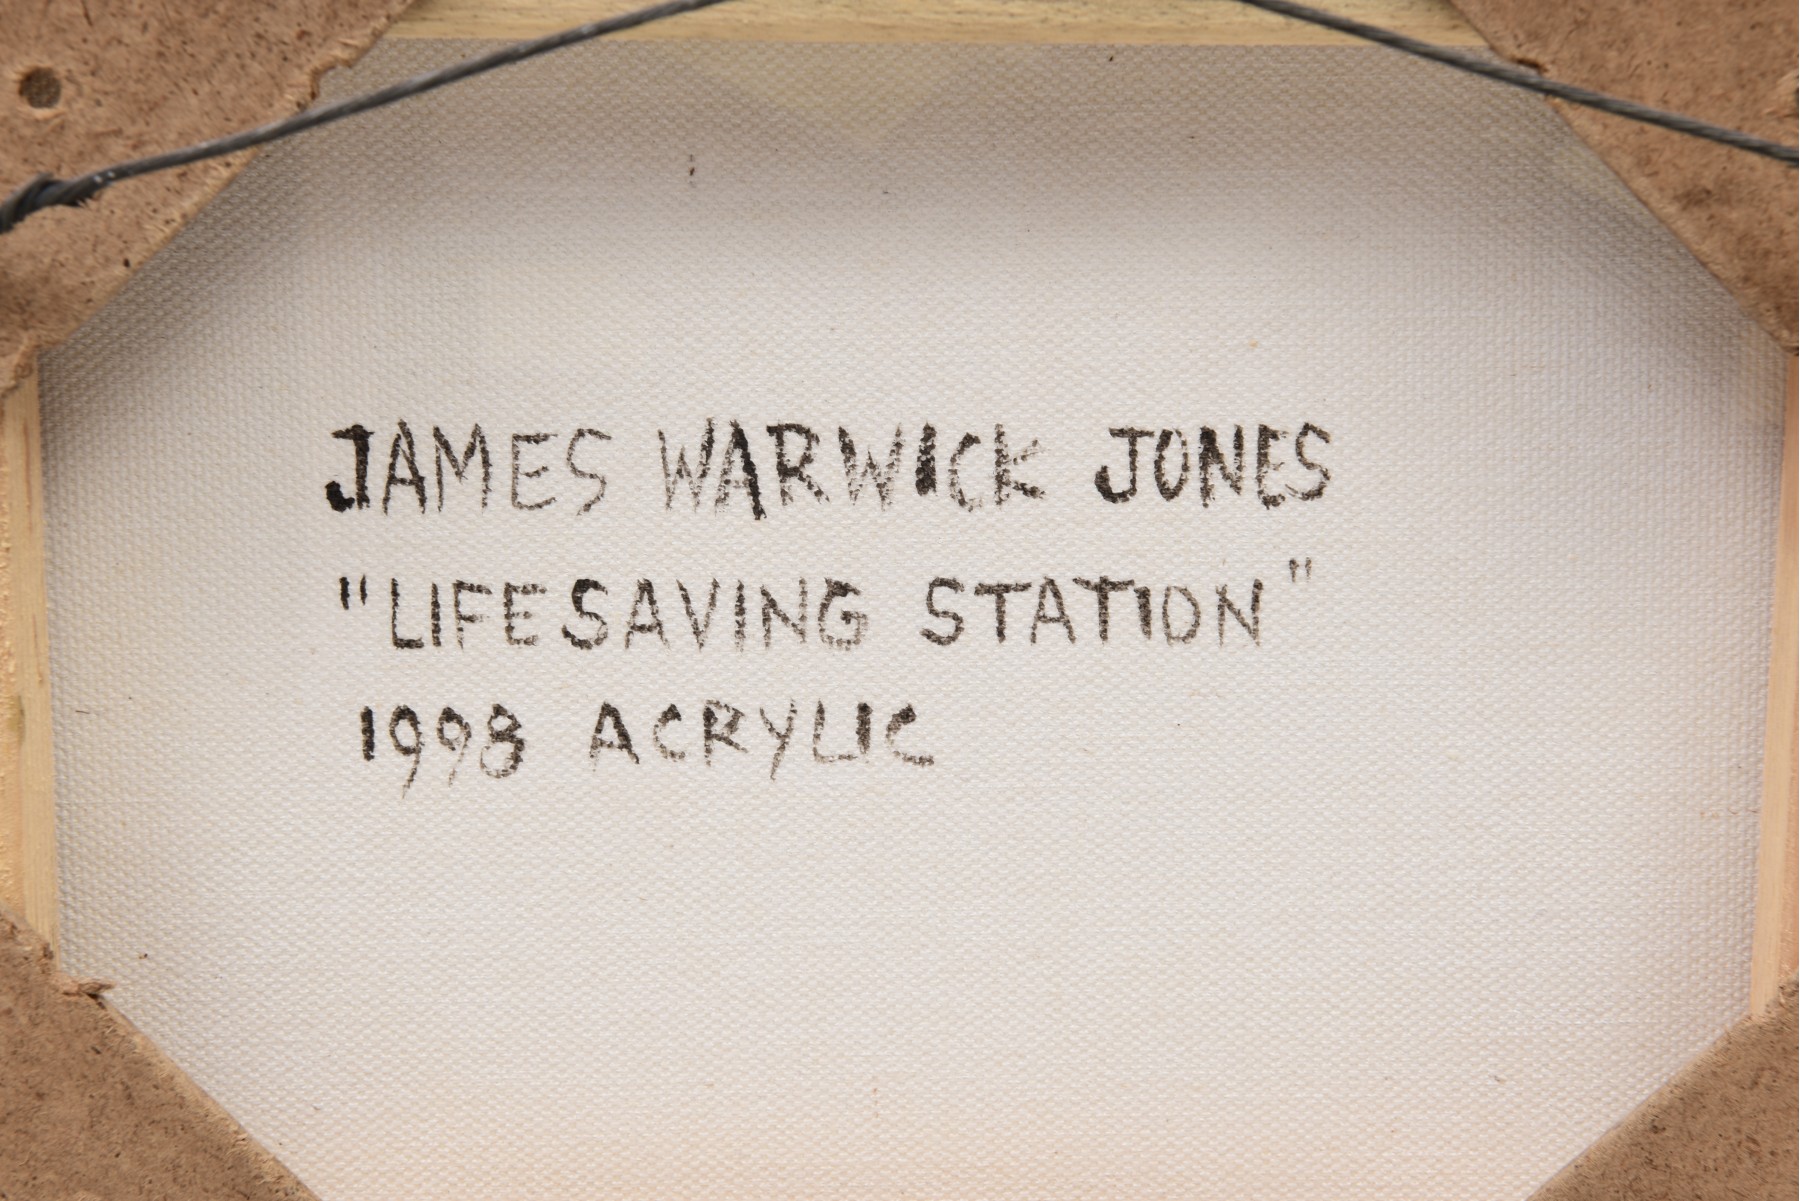 JAMES WARWICK JONES
"LIFESAVING STATION"
1998 ACRYLIC